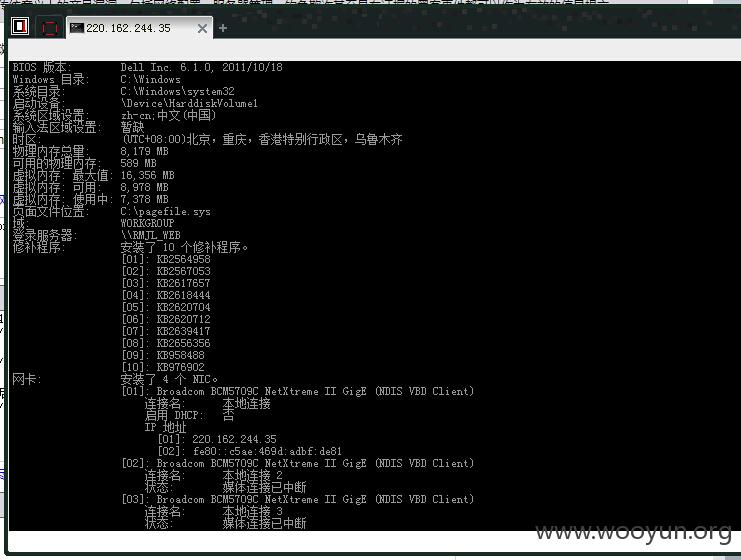 220.162.244.35
BIOS 版本: Dell Inc. 6.1.0, 2011/10/18
Windows 目录: C:\Windows
系统目录: C:\Windows\system32
启动设备: \Device\HarddiskVolume1
系统区域设置: zh-cn;中文(中国)
输入法区域设置: 暂缺
时区: (UTC+08:00)北京，重庆，香港特别行政区，乌鲁木齐
物理内存总量: 8,179 MB
可用的物理内存: 589 MB
虚拟内存: 最大值: 16,356 MB
虚拟内存: 可用: 8,978 MB
虚拟内存: 使用中: 7,378 MB
页面文件位置: C:\pagefile.sys
域: WORKGROUP
登录服务器: \\RMJL_WEB
修补程序: 安装了 10 个修补程序。
[01]: KB2564958
[02]: KB2567053
[03]: KB2617657
[04]: KB2618444
[05]: KB2620704
[06]: KB2620712
[07]: KB2639417
[08]: KB2656356
[09]: KB958488
[10]: KB976902
网卡: 安装了 4 个 NIC。
[01]: Broadcom BCM5709C NetXtreme II GigE (NDIS VBD Client)
连接名: 本地连接
启用 DHCP: 否
IP 地址
[01]: 220.162.244.35
[02]: fe80::c5ae:469d:adbf:de81
[02]: Broadcom BCM5709C NetXtreme II GigE (NDIS VBD Client)
连接名: 本地连接 2
状态: 媒体连接已中断
[03]: Broadcom BCM5709C NetXtreme II GigE (NDIS VBD Client)
连接名: 本地连接 3
状态: 媒体连接已中断
www.wooyun.org